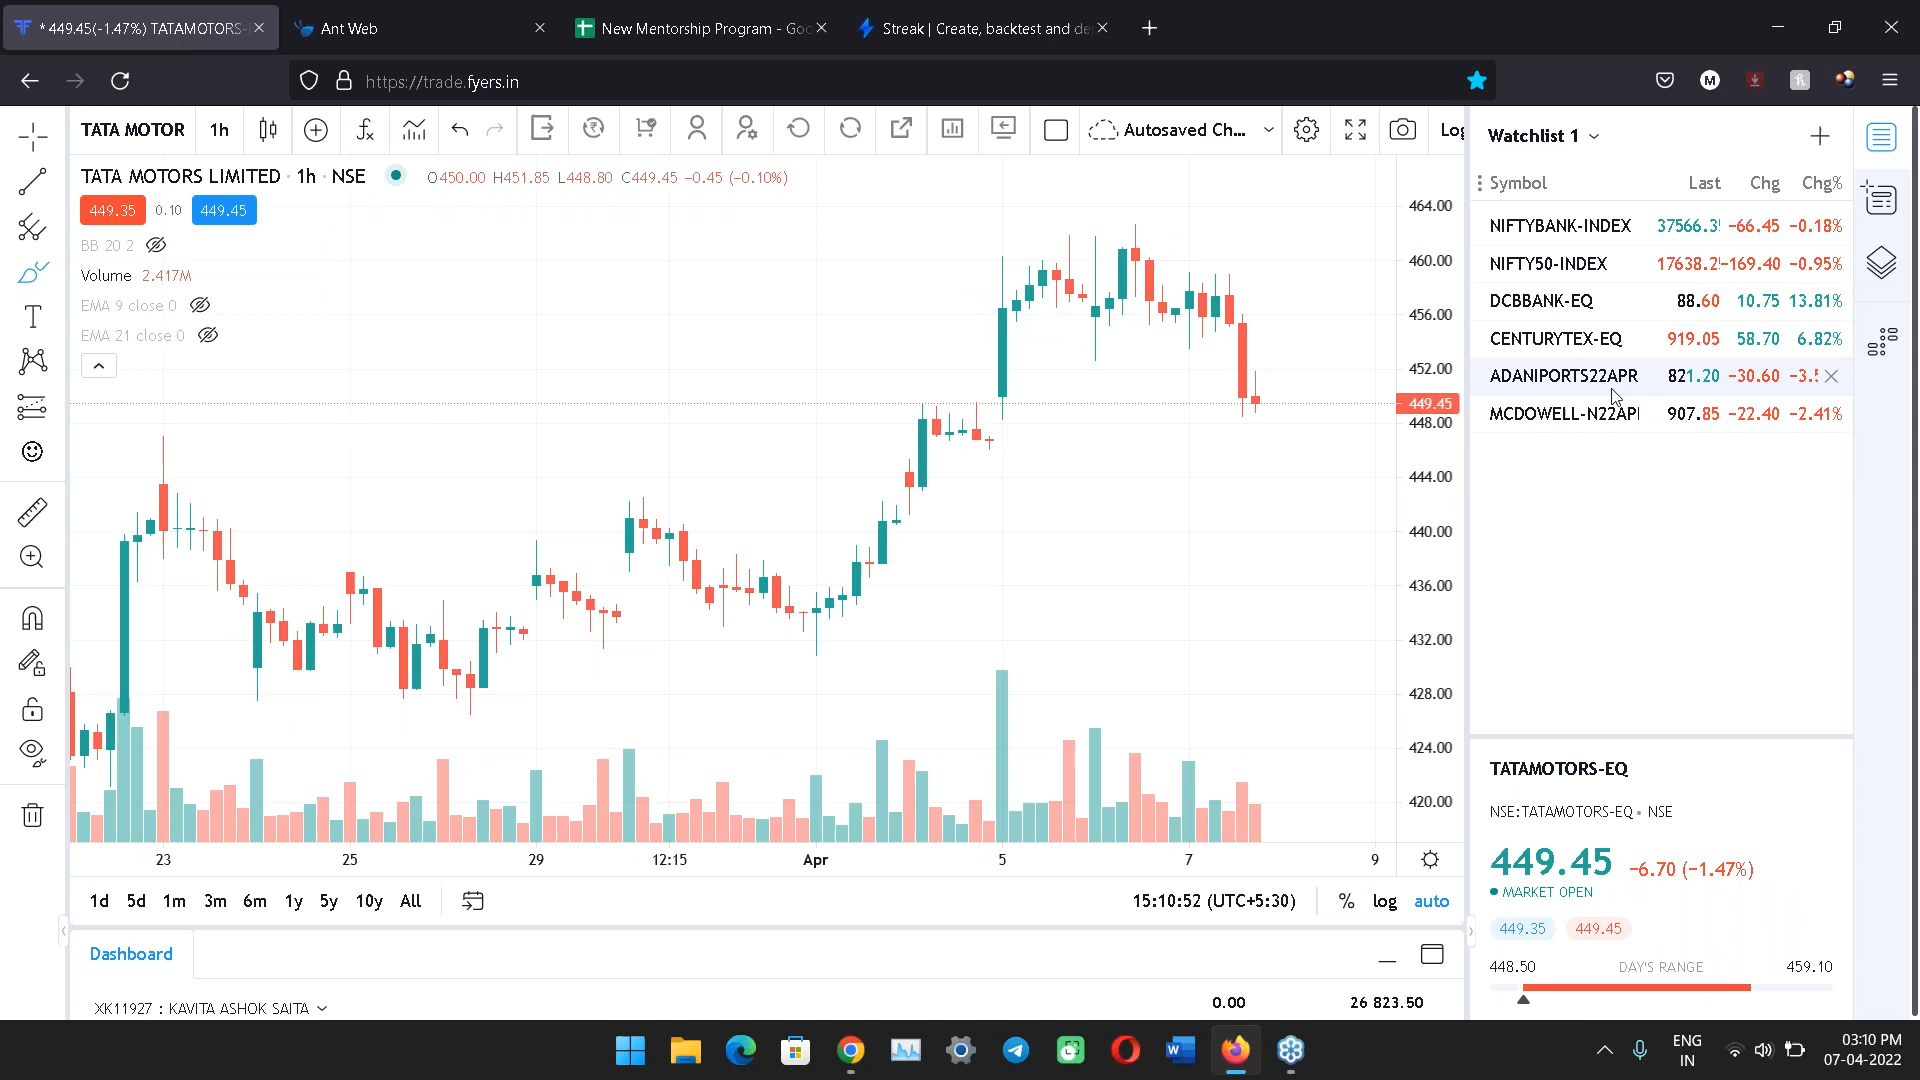 * 449.45(-1.47%) TATAMOTORS-
Ant Web
New Mentorship Program - Goo
Streak | Create, backtest and de
https://trade.fyers.in
TATA MOTOR
1h
Autosaved Ch...
Log
TATA MOTORS LIMITED · 1h · NSE
O450.00 H451.85 L448.80 C449.45 −0.45 (−0.10%)
449.35
0.10
449.45
BB 20 2
Volume 2.417M
EMA 9 close 0
EMA 21 close 0
464.00
460.00
456.00
452.00
449.45
448.00
444.00
440.00
436.00
432.00
428.00
424.00
420.00
23 25 29 12:15 Apr 5 7 9
1d 5d 1m 3m 6m 1y 5y 10y All
15:10:52 (UTC+5:30)
% log auto
Dashboard
XK11927 : KAVITA ASHOK SAITA
0.00
26 823.50
Watchlist 1
Symbol Last Chg Chg%
NIFTYBANK-INDEX 37566.3 −66.45 −0.18%
NIFTY50-INDEX 17638.2 −169.40 −0.95%
DCBBANK-EQ 88.60 10.75 13.81%
CENTURYTEX-EQ 919.05 58.70 6.82%
ADANIPORTS22APR 821.20 −30.60 −3.
MCDOWELL-N22AP 907.85 −22.40 −2.41%
TATAMOTORS-EQ
NSE:TATAMOTORS-EQ • NSE
449.45 −6.70 (−1.47%)
MARKET OPEN
449.35 449.45
448.50 DAY'S RANGE 459.10
ENG
IN
03:10 PM
07-04-2022